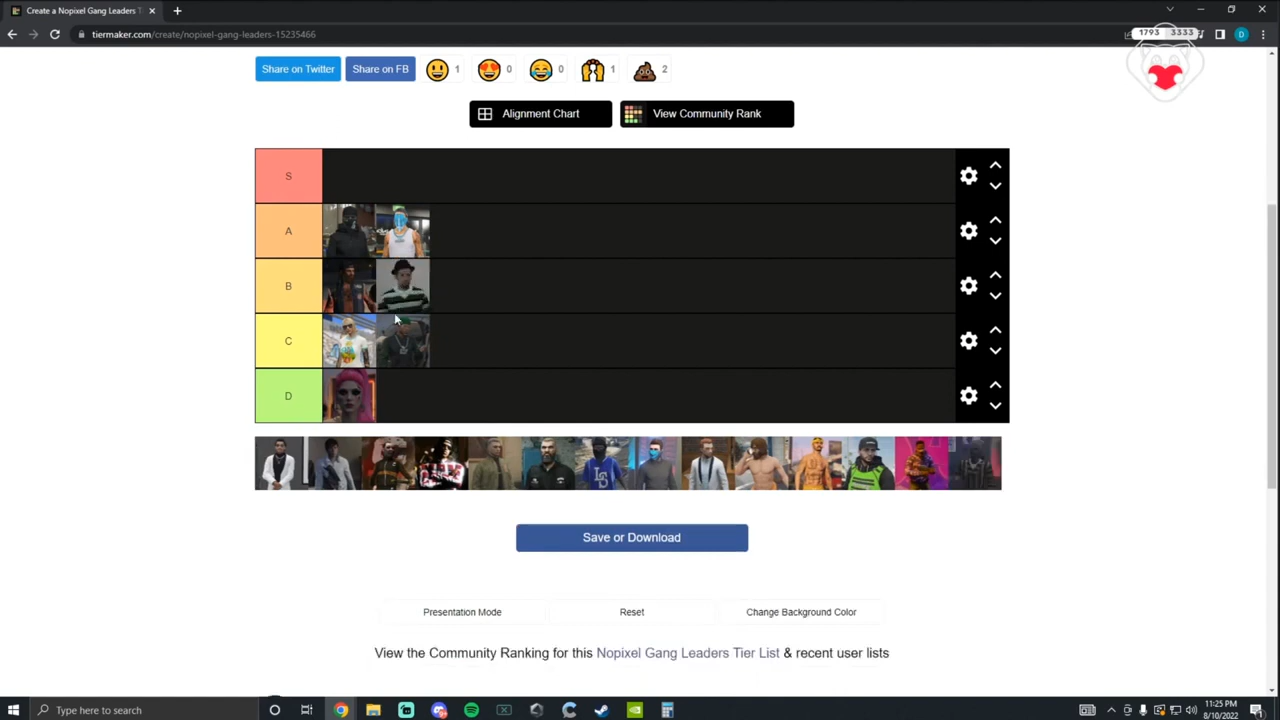 Create a Nopixel Gang Leaders T
tiermaker.com/create/nopixel-gang-leaders-15235466
1793 3333
D
Share on Twitter
Share on FB
1
0
0
1
2
Alignment Chart
View Community Rank
S
A
B
C
D
Save or Download
Presentation Mode
Reset
Change Background Color
View the Community Ranking for this Nopixel Gang Leaders Tier List & recent user lists
Type here to search
11:25 PM
8/10/2022